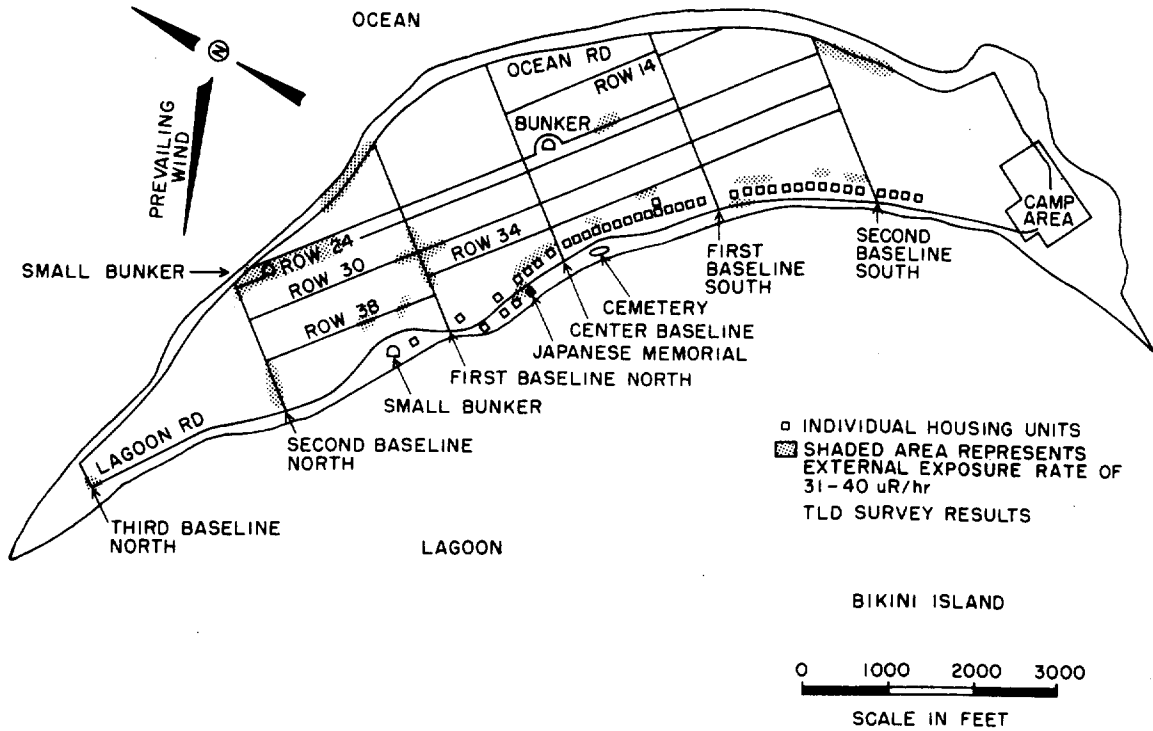 OCEAN
N
PREVAILING
WIND
OCEAN RD
ROW 14
BUNKER
SMALL BUNKER
ROW 24
ROW 30
ROW 34
ROW 38
CAMP
AREA
FIRST
BASELINE
SOUTH
SECOND
BASELINE
SOUTH
CEMETERY
CENTER BASELINE
JAPANESE MEMORIAL
FIRST BASELINE NORTH
SMALL BUNKER
LAGOON RD
SECOND BASELINE
NORTH
THIRD BASELINE
NORTH
LAGOON
INDIVIDUAL HOUSING UNITS
SHADED AREA REPRESENTS
EXTERNAL EXPOSURE RATE OF
31-40 uR/hr
TLD SURVEY RESULTS
BIKINI ISLAND
0 1000 2000 3000
SCALE IN FEET